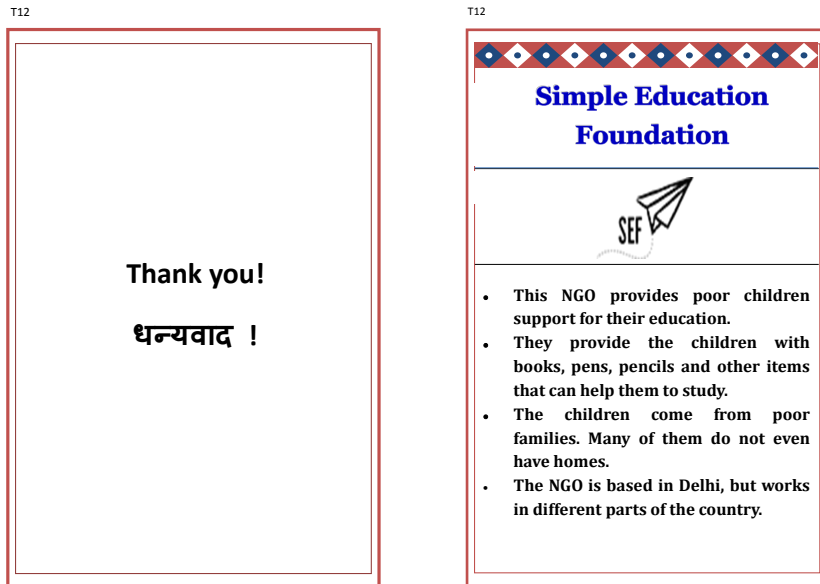 T12
Thank you!
धन्यवाद !
T12
Simple Education
Foundation
SEF
• This NGO provides poor children
support for their education.
• They provide the children with
books, pens, pencils and other items
that can help them to study.
• The children come from poor
families. Many of them do not even
have homes.
• The NGO is based in Delhi, but works
in different parts of the country.